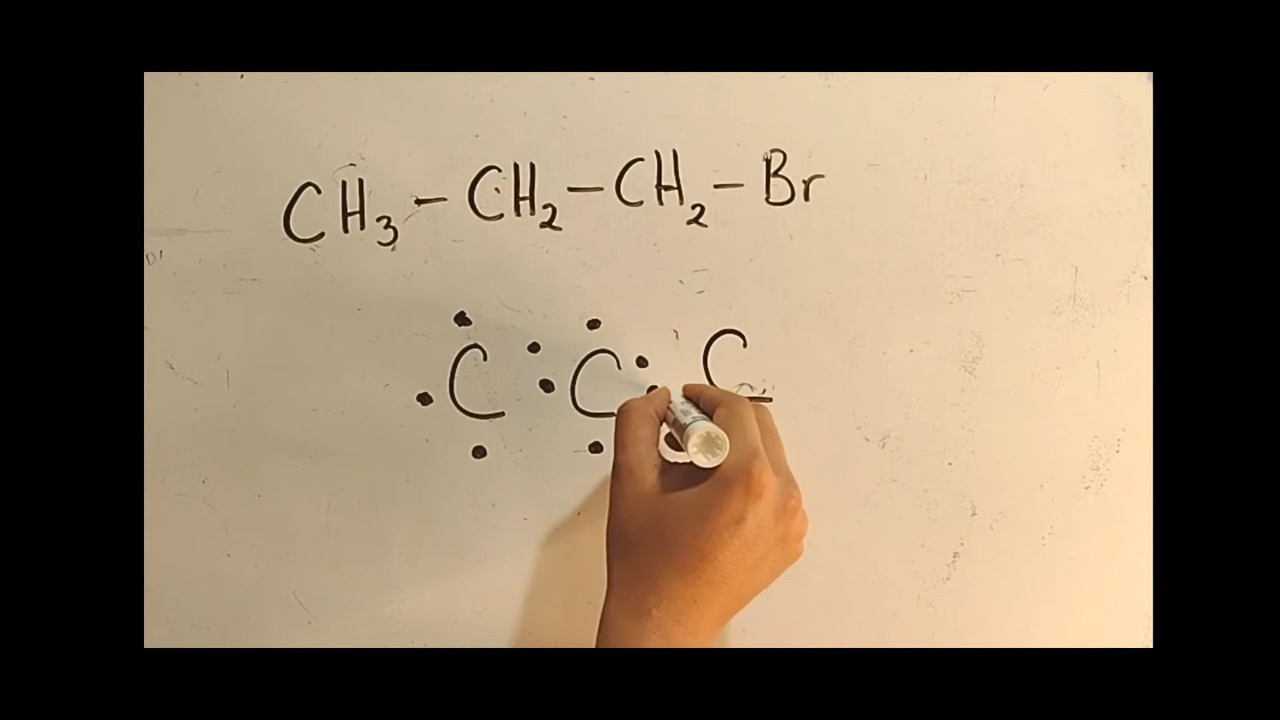 CH₃-CH₂-CH₂-Br
C : C : C